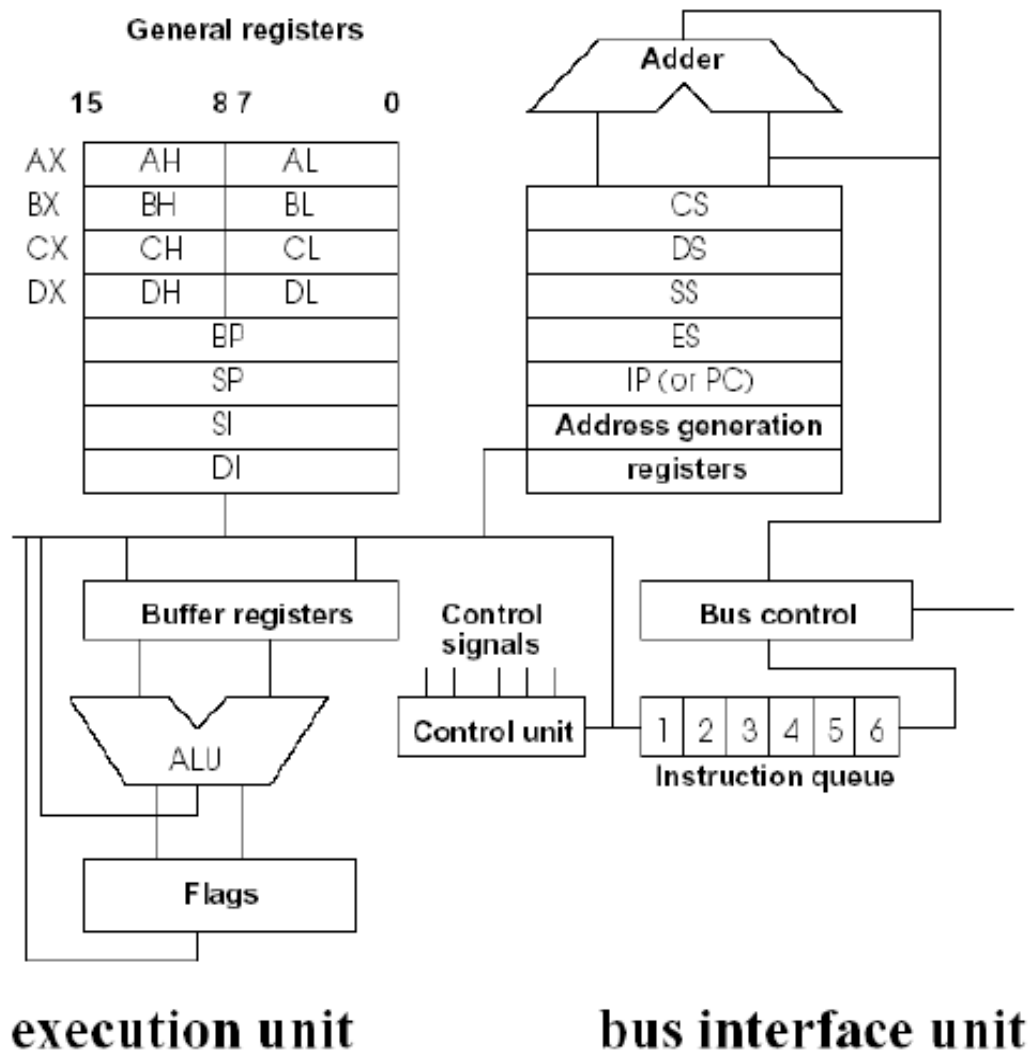 General registers
15 8 7 0
AX AH AL
BX BH BL
CX CH CL
DX DH DL
BP
SP
SI
DI
Adder
CS
DS
SS
ES
IP (or PC)
Address generation
registers
Buffer registers
Control
signals
Bus control
ALU
Control unit
1 2 3 4 5 6
Instruction queue
Flags
execution unit
bus interface unit